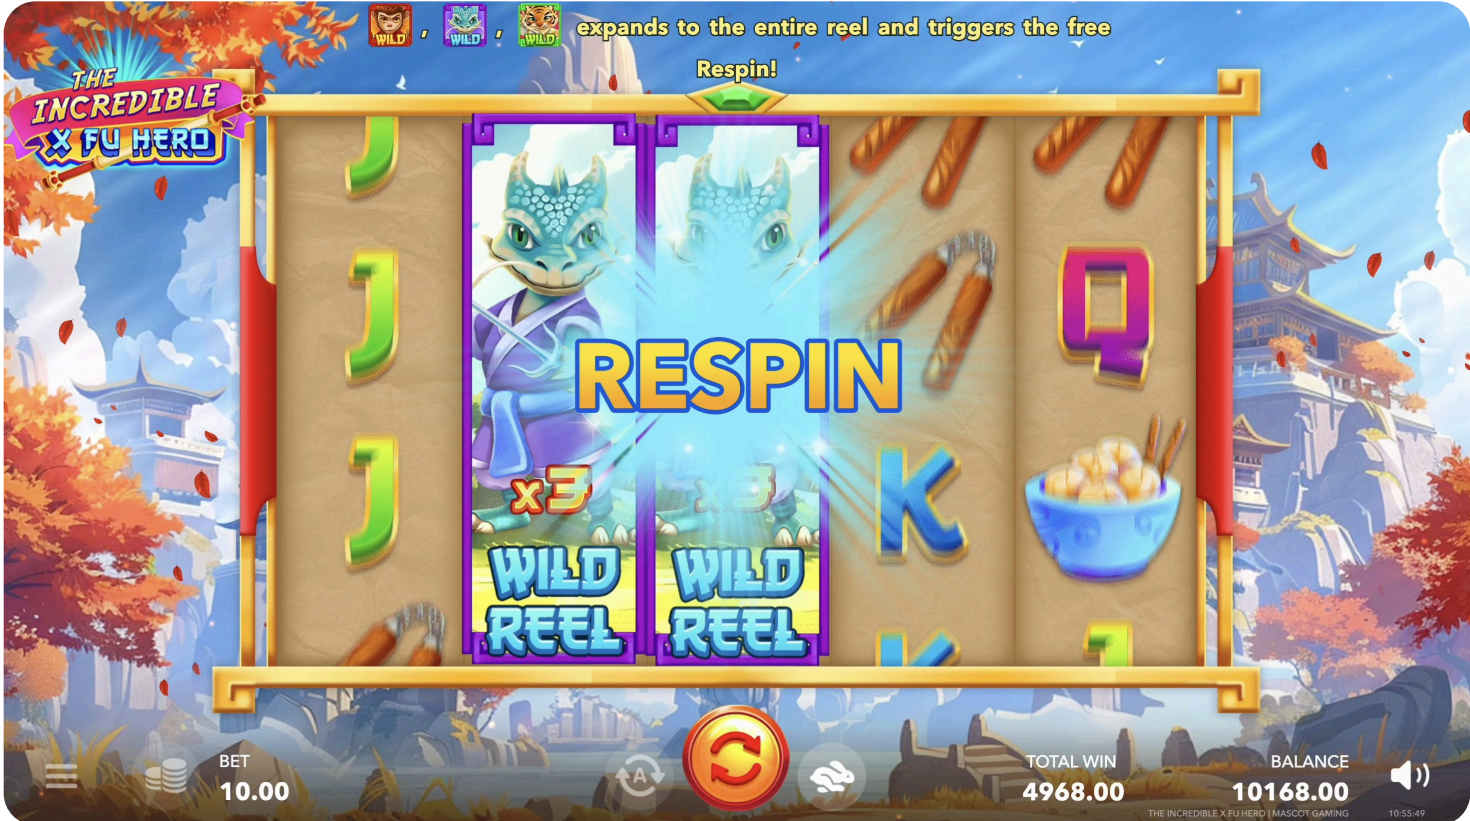 WILD , WILD , WILD expands to the entire reel and triggers the free
Respin!
THE
INCREDIBLE
X FU HERO
J
J
Q
RESPIN
J
K
x3
x3
WILD
REEL
WILD
REEL
K
J
BET
10.00
A
TOTAL WIN
4968.00
BALANCE
10168.00
THE INCREDIBLE X FU HERO | MASCOT GAMING
10:55:49